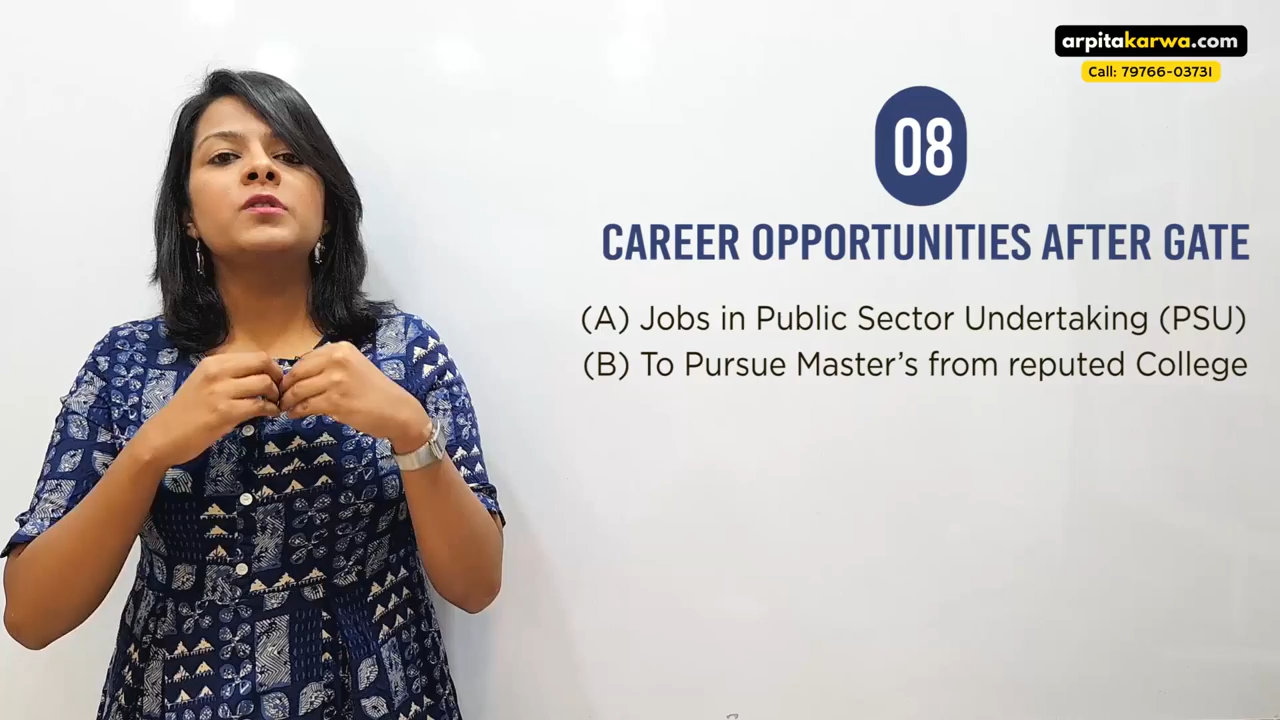 arpitakarwa.com
Call: 79766-03731
08
CAREER OPPORTUNITIES AFTER GATE
(A) Jobs in Public Sector Undertaking (PSU)
(B) To Pursue Master's from reputed College